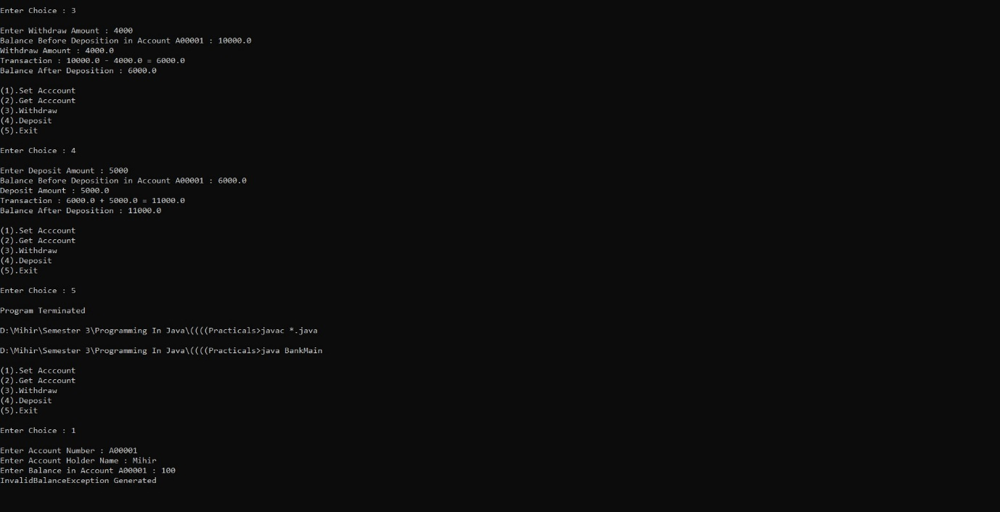 Enter Choice : 3
Enter Withdraw Amount : 4000
Balance Before Deposition in Account A00001 : 10000.0
Withdraw Amount : 4000.0
Transaction : 10000.0 - 4000.0 = 6000.0
Balance After Deposition : 6000.0
(1).Set Acccount
(2).Get Acccount
(3).Withdraw
(4).Deposit
(5).Exit
Enter Choice : 4
Enter Deposit Amount : 5000
Balance Before Deposition in Account A00001 : 6000.0
Deposit Amount : 5000.0
Transaction : 6000.0 + 5000.0 = 11000.0
Balance After Deposition : 11000.0
(1).Set Acccount
(2).Get Acccount
(3).Withdraw
(4).Deposit
(5).Exit
Enter Choice : 5
Program Terminated
D:\Mihir\Semester 3\Programming In Java\((((Practicals>javac *.java
D:\Mihir\Semester 3\Programming In Java\((((Practicals>java BankMain
(1).Set Acccount
(2).Get Acccount
(3).Withdraw
(4).Deposit
(5).Exit
Enter Choice : 1
Enter Account Number : A00001
Enter Account Holder Name : Mihir
Enter Balance in Account A00001 : 100
InvalidBalanceException Generated